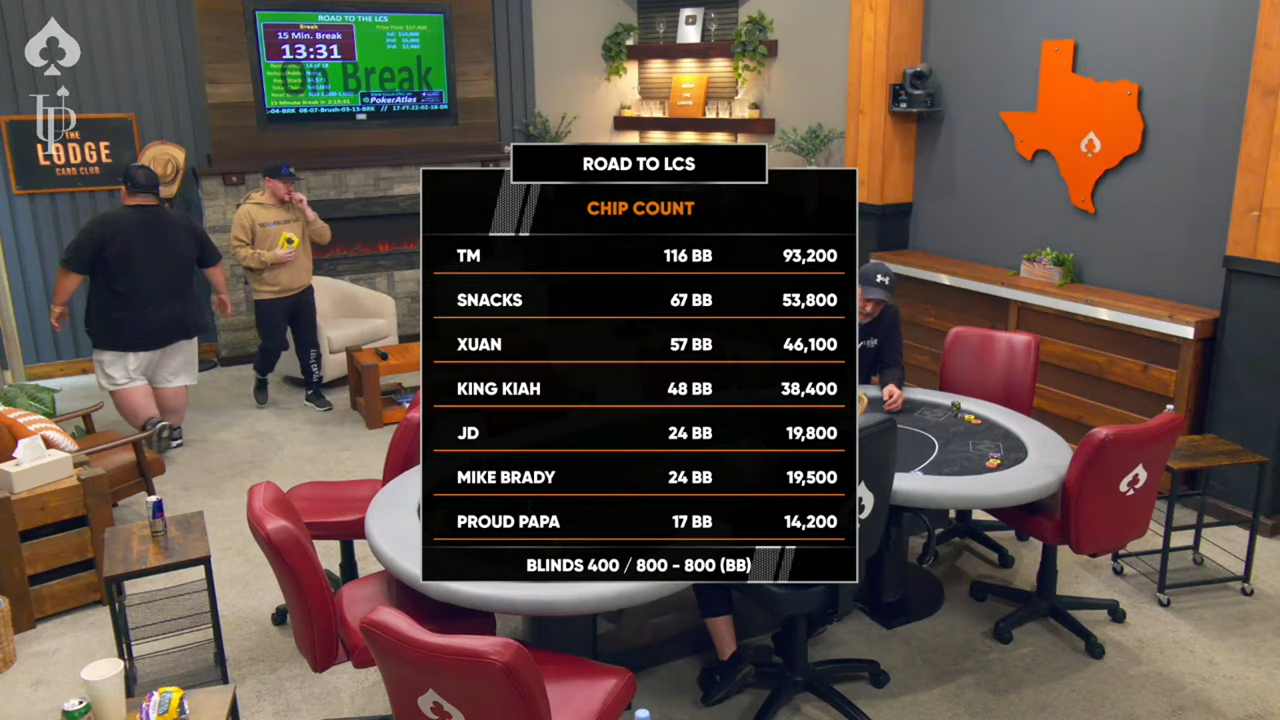 ROAD TO THE LCS
Break
15 Min. Break
13:31
Break
PokerAtlas
THE
LODGE
CARD CLUB
ROAD TO LCS
CHIP COUNT
TM 116 BB 93,200
SNACKS 67 BB 53,800
XUAN 57 BB 46,100
KING KIAH 48 BB 38,400
JD 24 BB 19,800
MIKE BRADY 24 BB 19,500
PROUD PAPA 17 BB 14,200
BLINDS 400 / 800 - 800 (BB)